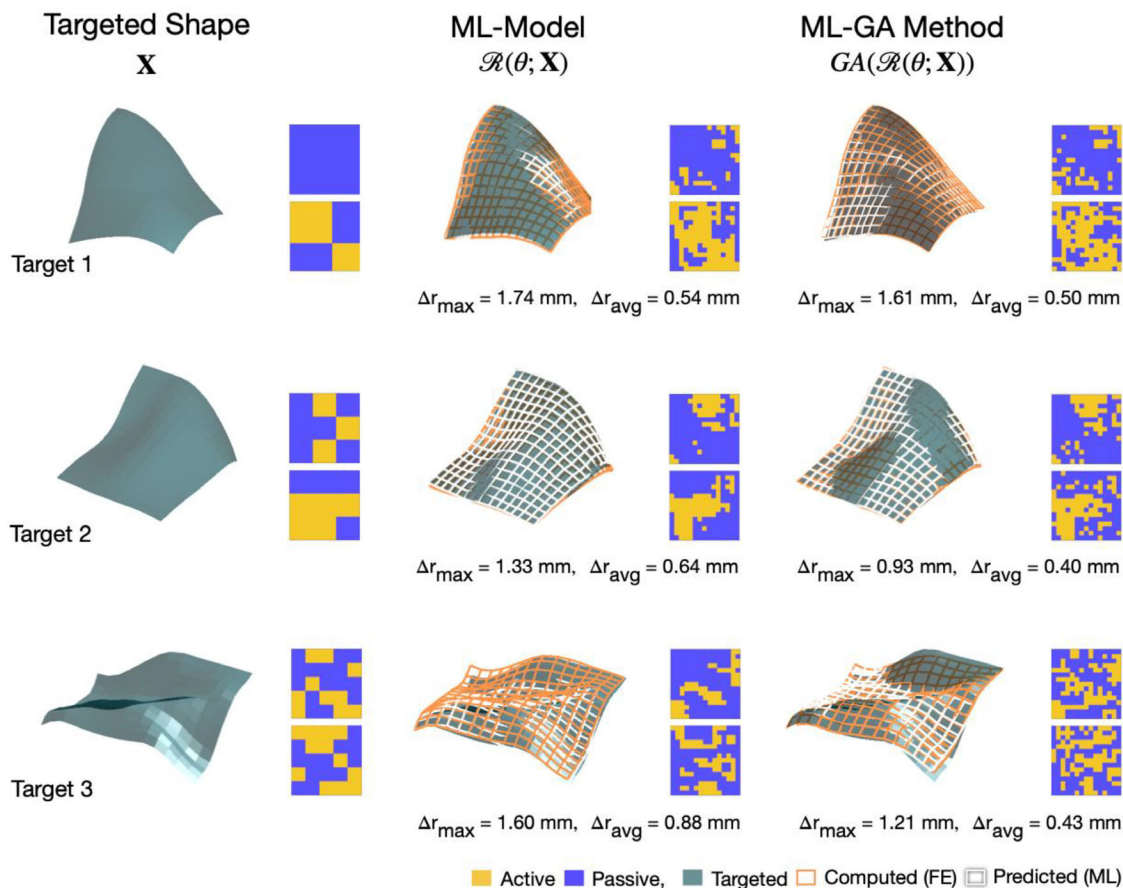 Targeted Shape ML-Model ML-GA Method
X ℛ(θ; X) GA(ℛ(θ; X))
Target 1
Δrmax = 1.74 mm, Δravg = 0.54 mm Δrmax = 1.61 mm, Δravg = 0.50 mm
Target 2
Δrmax = 1.33 mm, Δravg = 0.64 mm Δrmax = 0.93 mm, Δravg = 0.40 mm
Target 3
Δrmax = 1.60 mm, Δravg = 0.88 mm Δrmax = 1.21 mm, Δravg = 0.43 mm
Active Passive, Targeted Computed (FE) Predicted (ML)